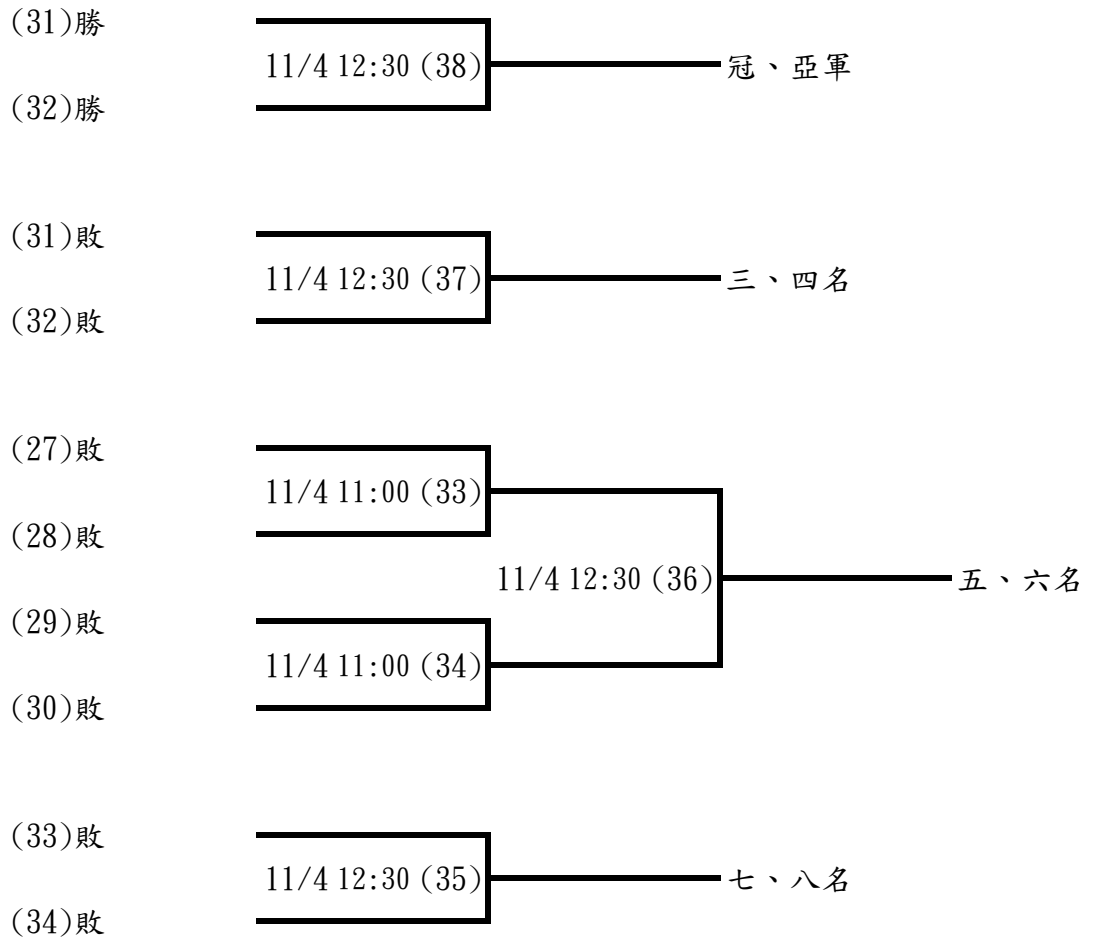 (31)勝
11/4 12:30 (38)
冠、亞軍
(32)勝
(31)敗
11/4 12:30 (37)
三、四名
(32)敗
(27)敗
11/4 11:00 (33)
(28)敗
11/4 12:30 (36)
五、六名
(29)敗
11/4 11:00 (34)
(30)敗
(33)敗
11/4 12:30 (35)
七、八名
(34)敗